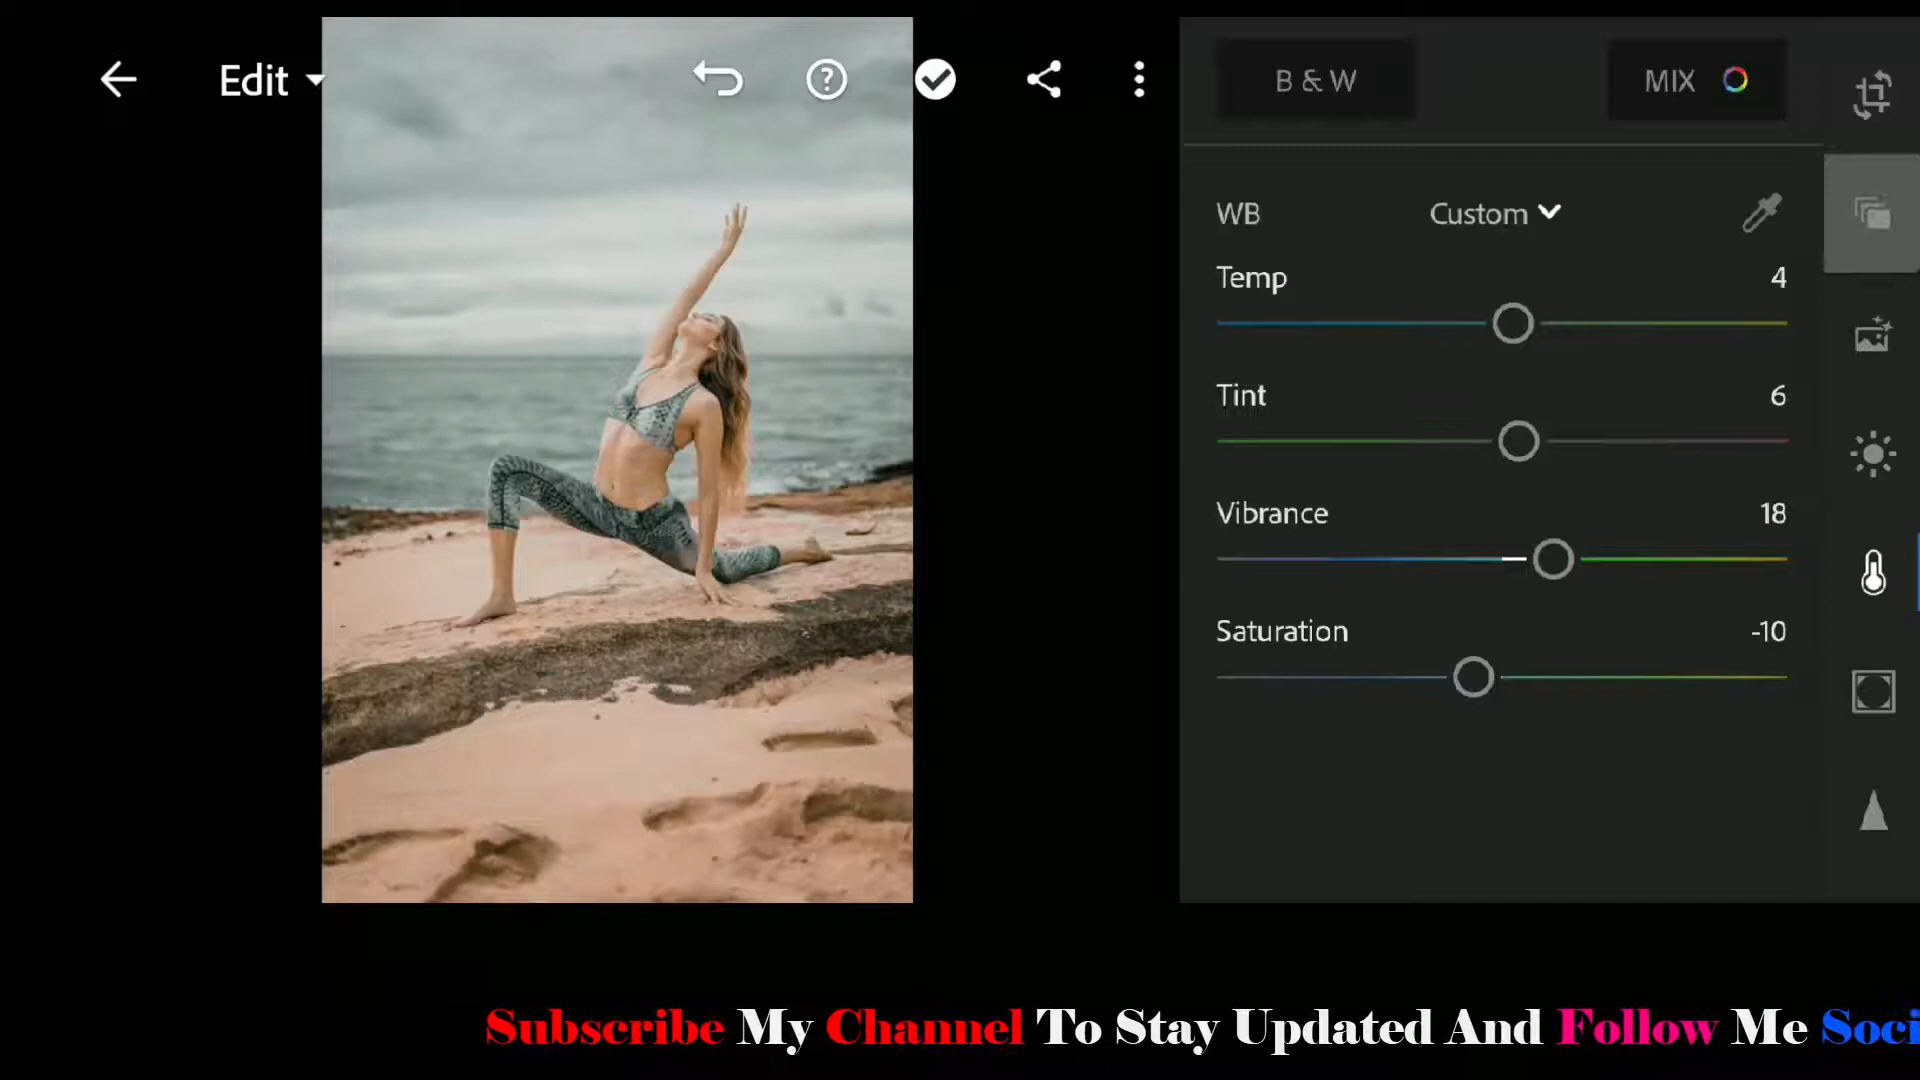 Edit
B & W
MIX
WB
Custom
Temp
4
Tint
6
Vibrance
18
Saturation
-10
Subscribe My Channel To Stay Updated And Follow Me Soci